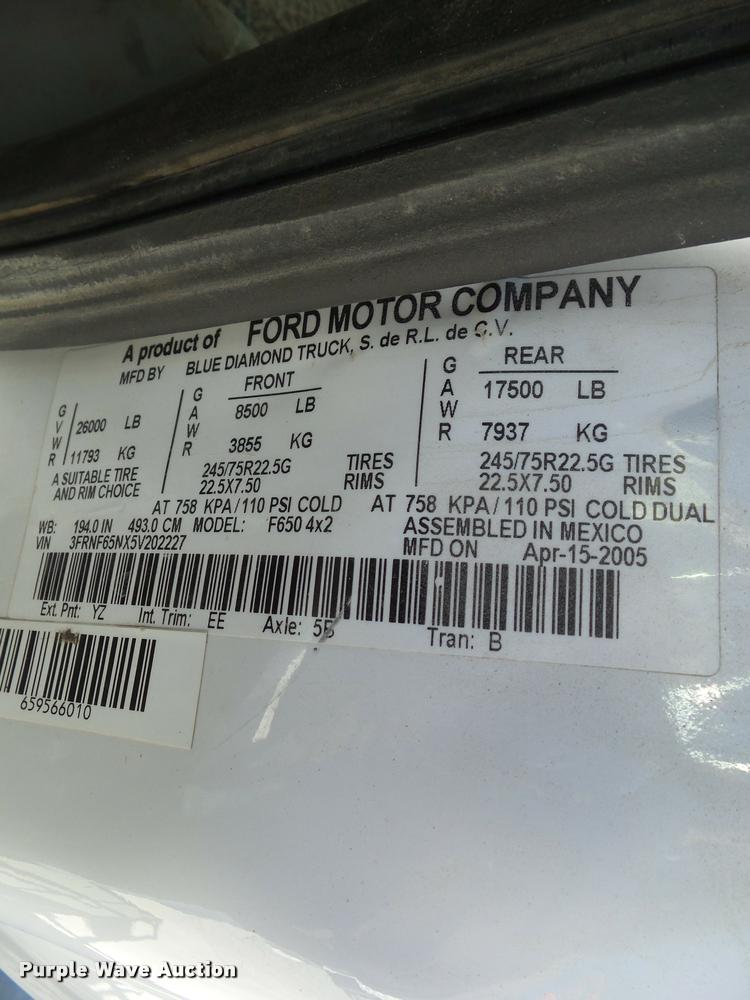 A product of FORD MOTOR COMPANY
MFD BY BLUE DIAMOND TRUCK, S. de R.L. de C.V.
GVWR 26000 LB
11793 KG
FRONT
GAWR 8500 LB
3855 KG
REAR
GAWR 17500 LB
7937 KG
A SUITABLE TIRE
AND RIM CHOICE
245/75R22.5G TIRES
22.5X7.50 RIMS
245/75R22.5G TIRES
22.5X7.50 RIMS
AT 758 KPA/110 PSI COLD AT 758 KPA/110 PSI COLD DUAL
WB: 194.0 IN 493.0 CM MODEL: F650 4x2 ASSEMBLED IN MEXICO
VIN 3FRNF65NX5V202227 MFD ON Apr-15-2005
Ext. Pnt: YZ Int. Trim: EE Axle: 5B Tran: B
659566010
Purple Wave Auction